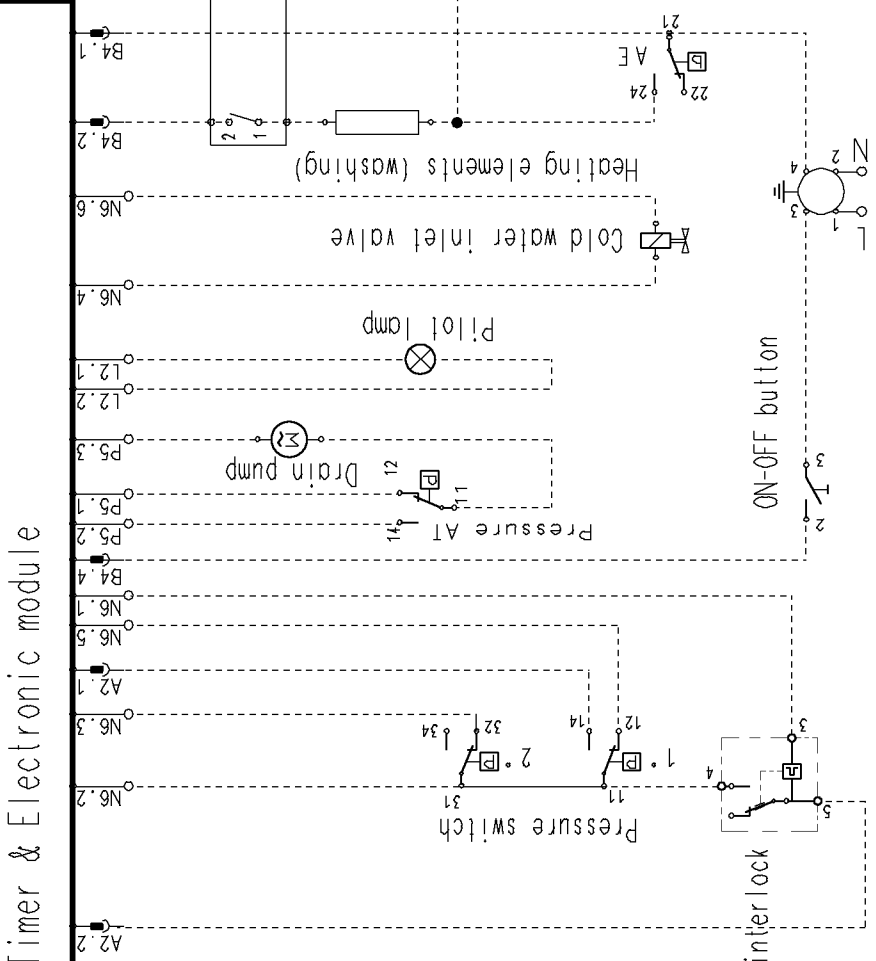 B4.1
21
AE
24
22
B4.2
2
1
Heating elements (washing)
4
2
N
N6.6
3
1
L
Cold water inlet valve
N6.4
Pilot lamp
L2.1
L2.2
ON-OFF button
P5.3
Drain pump
12
3
P5.1
11
P5.2
14
Pressure AT
2
B4.4
N6.1
N6.5
A2.1
N6.3
34
32
14
12
3
2°
1°
4
N6.2
31
11
5
Pressure switch
A2.2
Timer & Electronic module
interlock